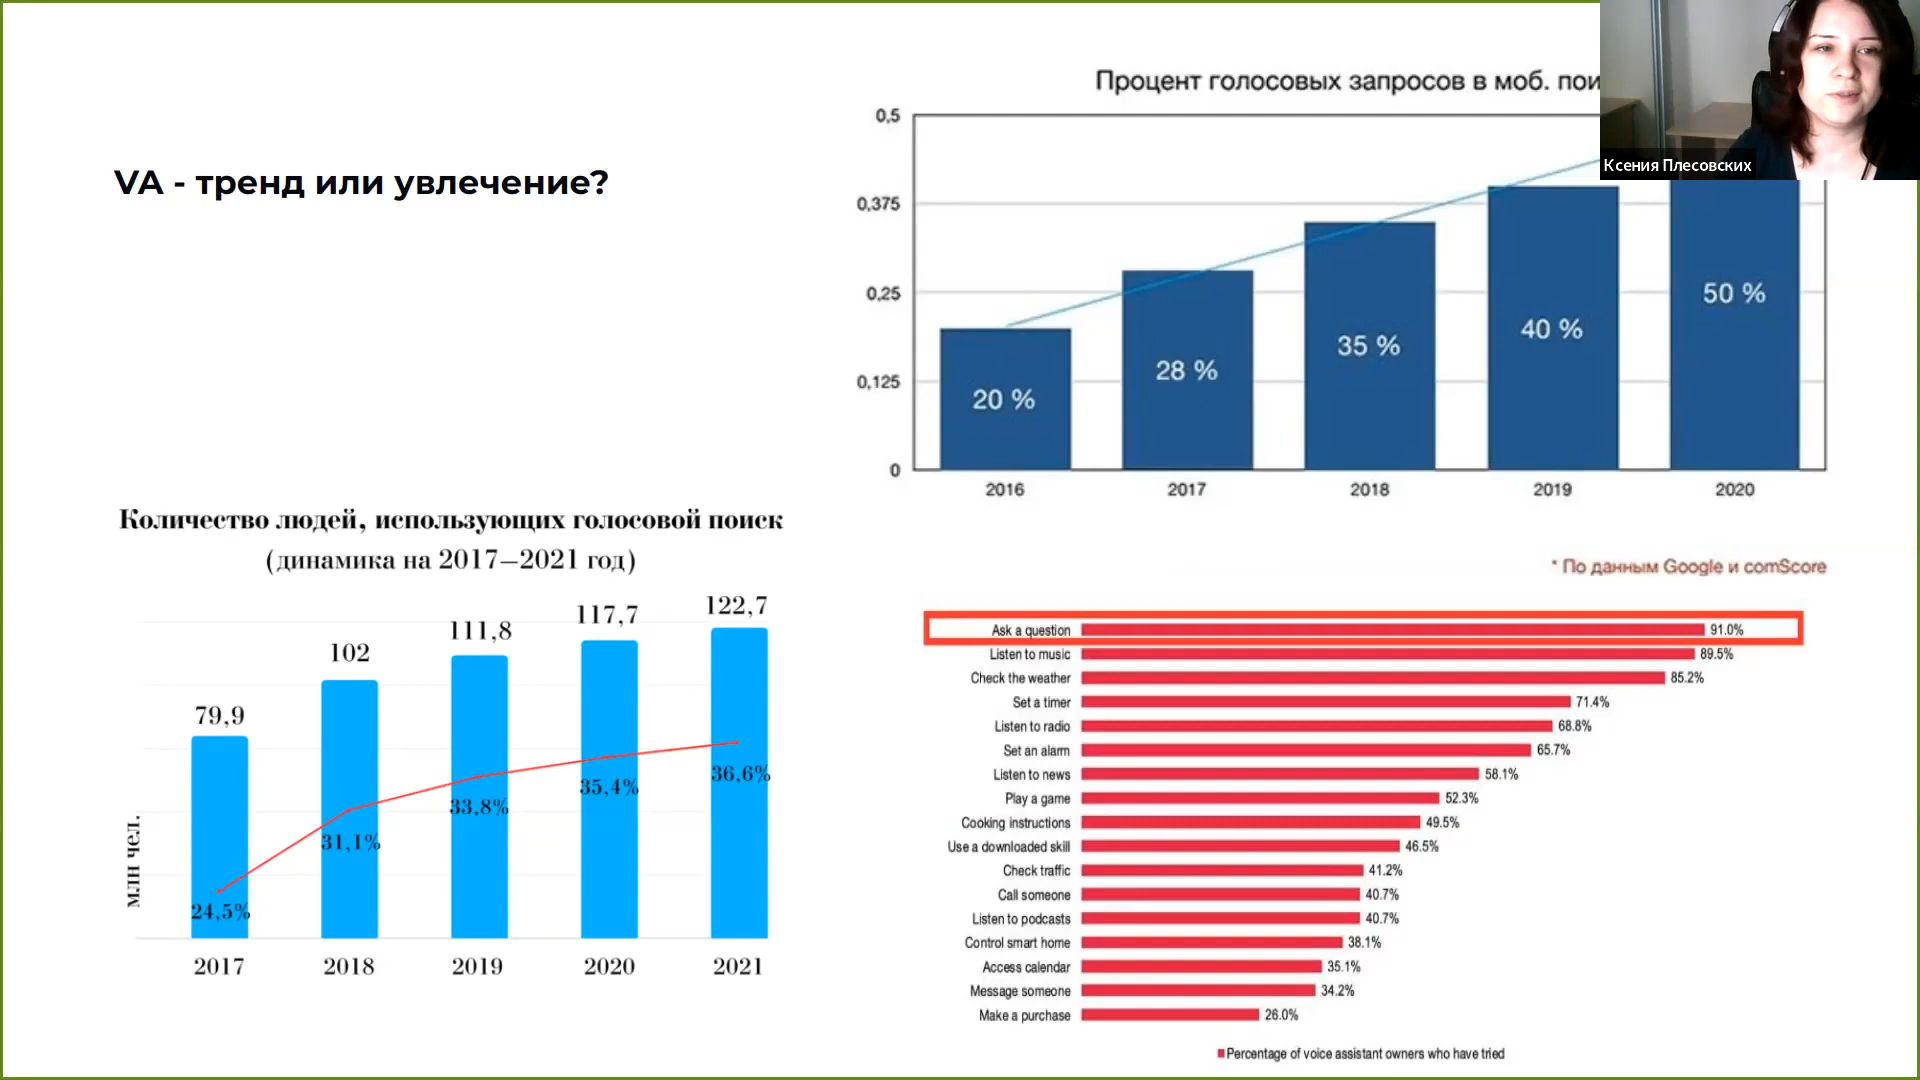 VA - тренд или увлечение?
Процент голосовых запросов в моб.
0,5
0,375
0,25
0,125
0
20 %
28 %
35 %
40 %
50 %
2016
2017
2018
2019
2020
* По данным Google и comScore
Ксения Плесовских
Количество людей, использующих голосовой поиск
(динамика на 2017—2021 год)
млн чел.
79,9
102
111,8
117,7
122,7
24,5%
31,1%
33,8%
35,4%
36,6%
2017
2018
2019
2020
2021
Ask a question 91.0%
Listen to music 89.5%
Check the weather 85.2%
Set a timer 71.4%
Listen to radio 68.8%
Set an alarm 65.7%
Listen to news 58.1%
Play a game 52.3%
Cooking instructions 49.5%
Use a downloaded skill 46.5%
Check traffic 41.2%
Call someone 40.7%
Listen to podcasts 40.7%
Control smart home 38.1%
Access calendar 35.1%
Message someone 34.2%
Make a purchase 26.0%
Percentage of voice assistant owners who have tried